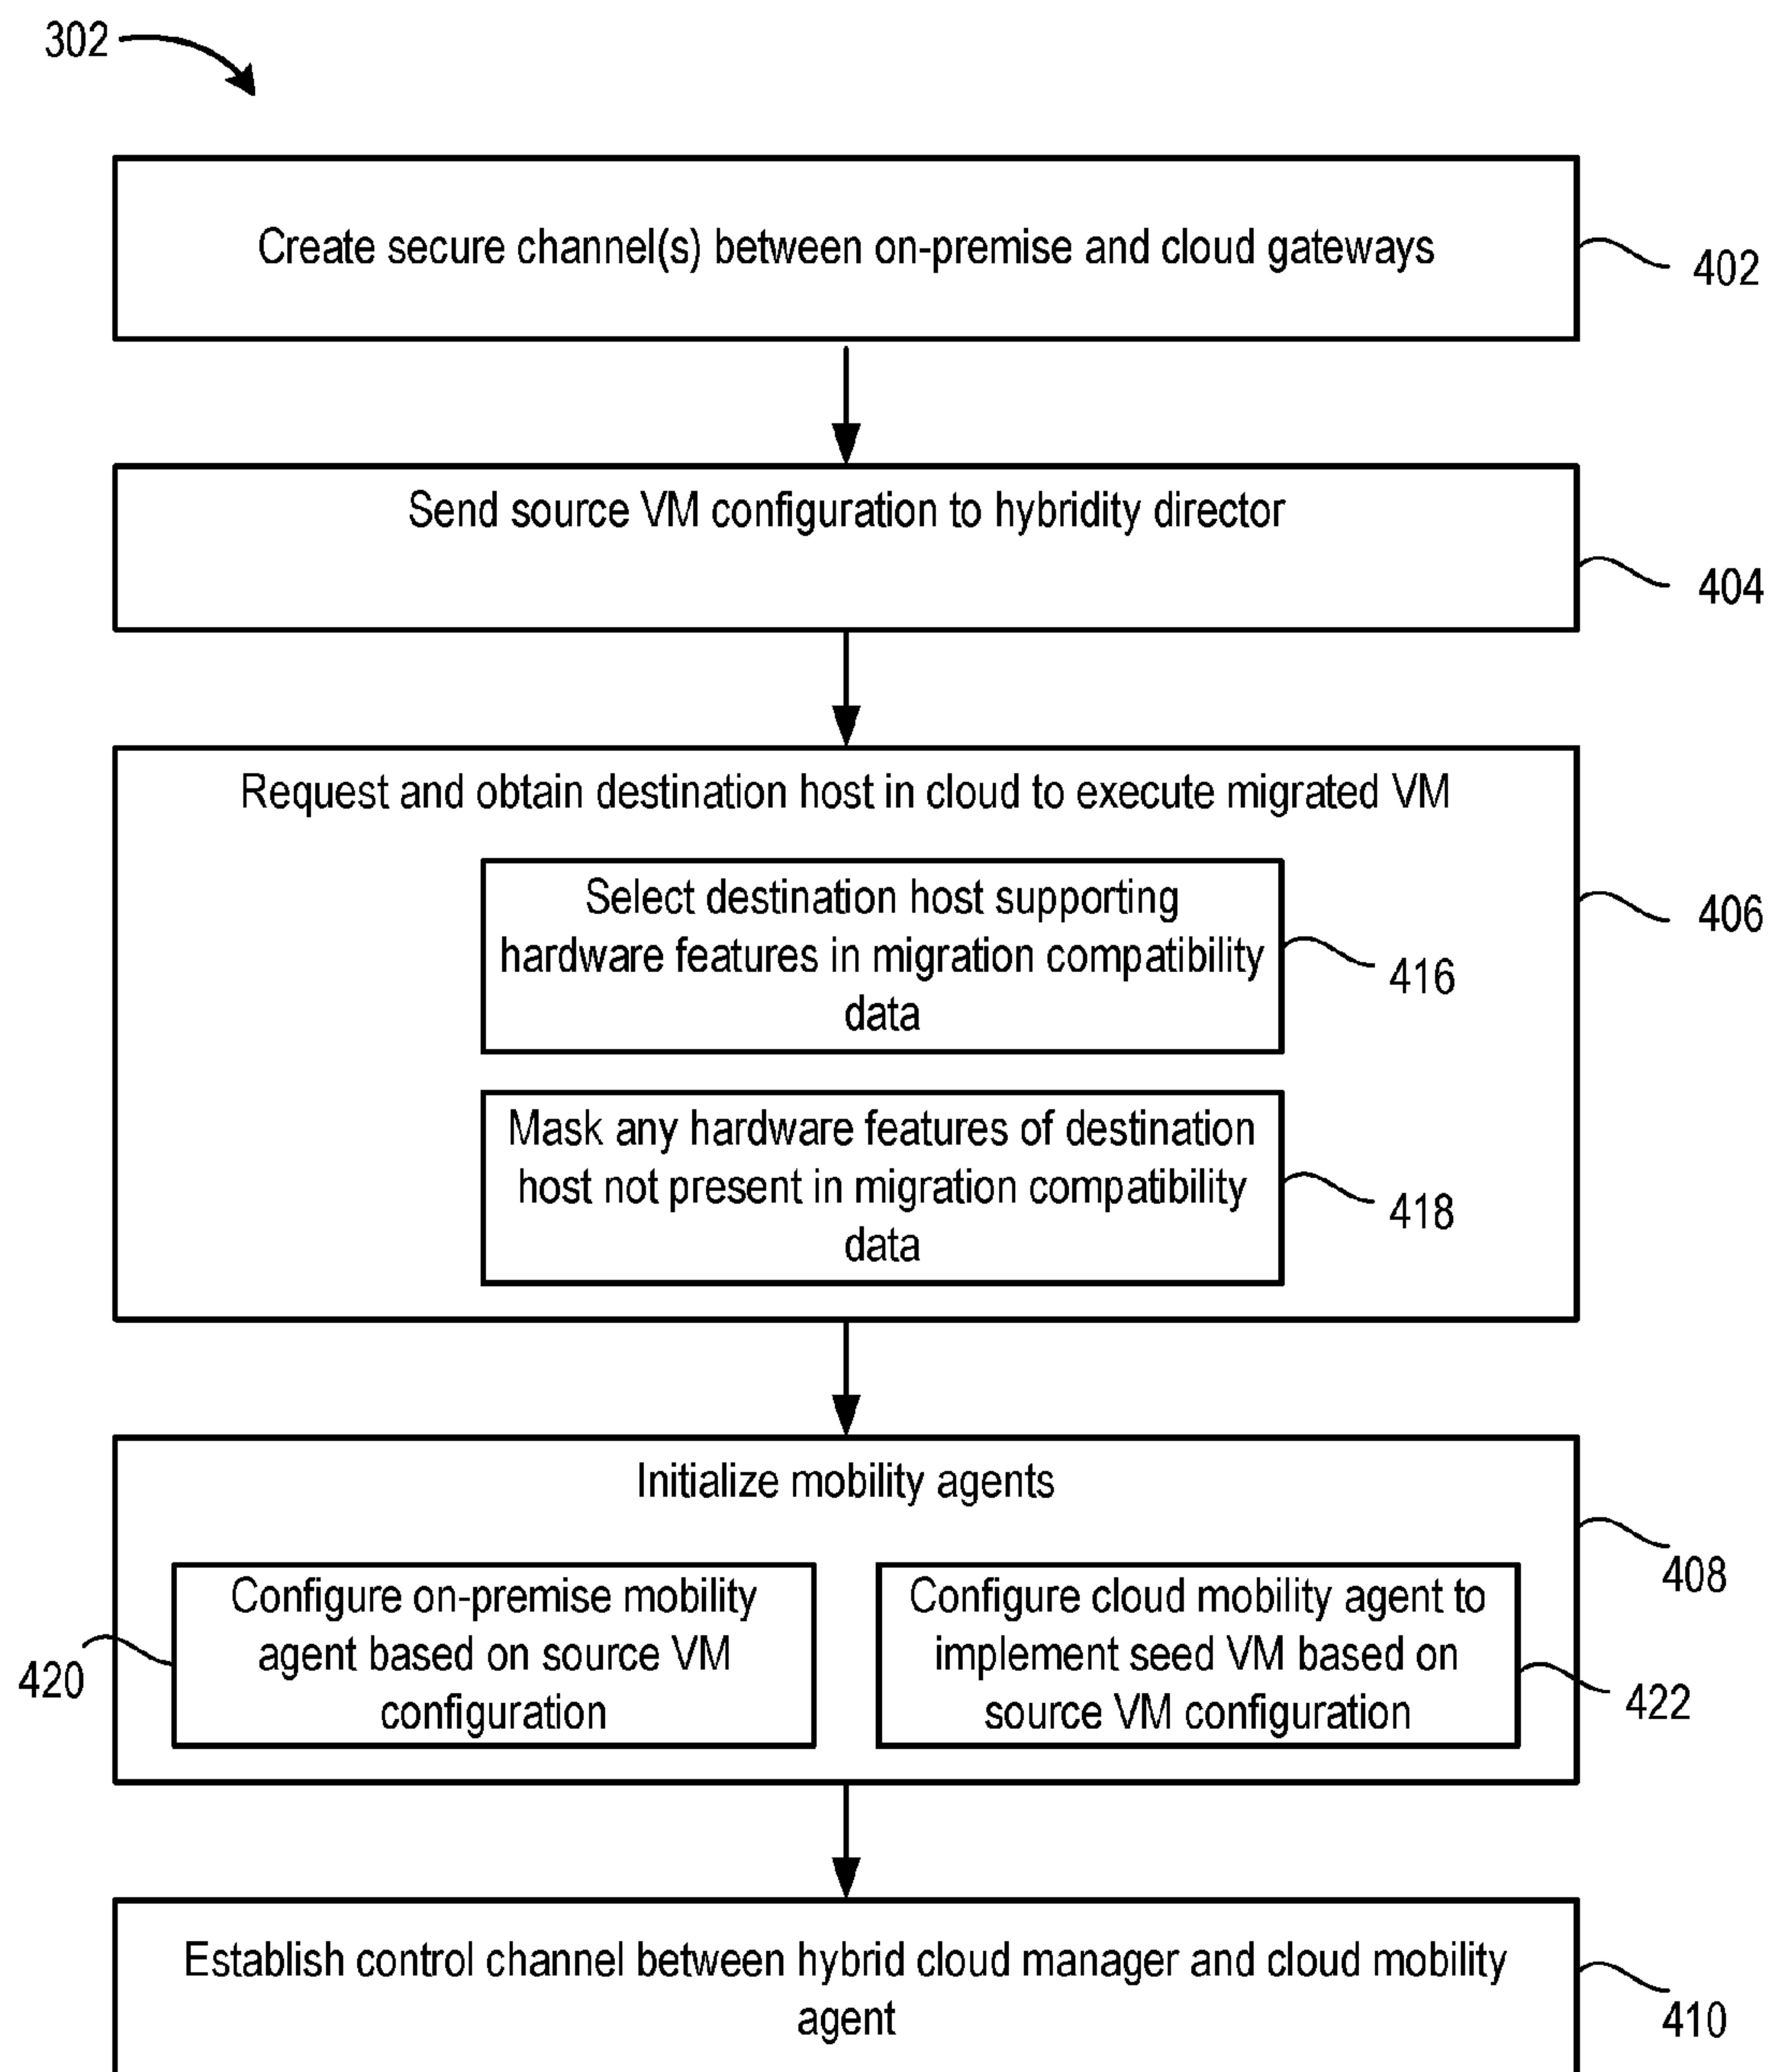 302
Create secure channel(s) between on-premise and cloud gateways
402
Send source VM configuration to hybridity director
404
Request and obtain destination host in cloud to execute migrated VM
406
Select destination host supporting
hardware features in migration compatibility
data
416
Mask any hardware features of destination
host not present in migration compatibility
data
418
Initialize mobility agents
408
Configure on-premise mobility
agent based on source VM
configuration
420
Configure cloud mobility agent to
implement seed VM based on
source VM configuration
422
Establish control channel between hybrid cloud manager and cloud mobility
agent
410